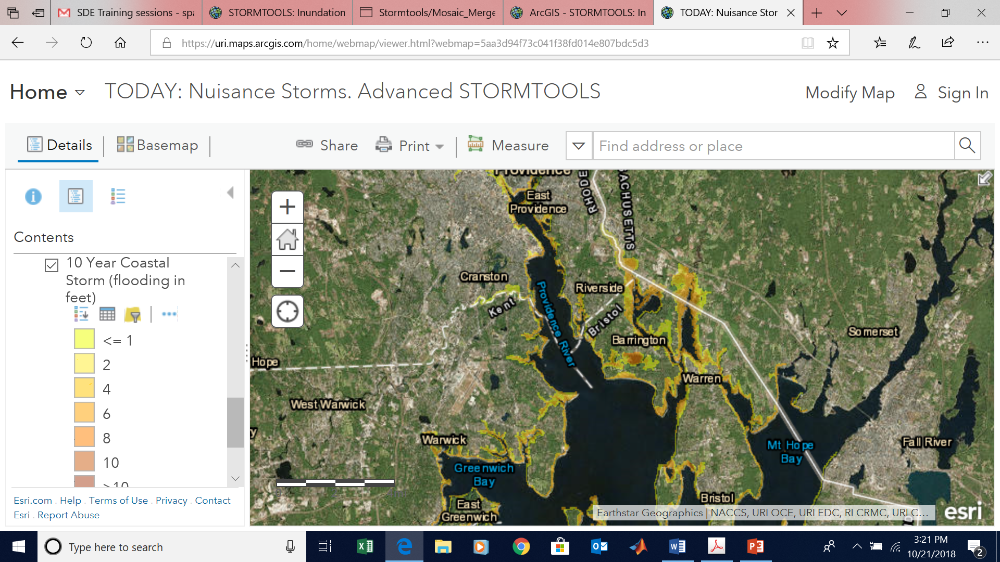 SDE Training sessions - spa
STORMTOOLS: Inundation
Stormtools/Mosaic_Merge
ArcGIS - STORMTOOLS: In
TODAY: Nuisance Stor
https://uri.maps.arcgis.com/home/webmap/viewer.html?webmap=5aa3d94f73c041f38fd014e807bdc5d3
Home
TODAY: Nuisance Storms. Advanced STORMTOOLS
Modify Map
Sign In
Details
Basemap
Share
Print
Measure
Find address or place
Contents
10 Year Coastal
Storm (flooding in
feet)
<= 1
2
4
6
8
10
>10
Esri.com . Help . Terms of Use . Privacy . Contact
Esri . Report Abuse
Providence
East
Providence
RHODE
SACHUSETTS
Cranston
Kent
Providence River
Riverside
Bristol
Barrington
Somerset
Hope
Warren
West Warwick
Warwick
Greenwich
Bay
East
Greenwich
Mt Hope
Bay
Fall River
Bristol
Earthstar Geographics | NACCS, URI OCE, URI EDC, RI CRMC, URI C...
esri
Type here to search
3:21 PM
10/21/2018
2